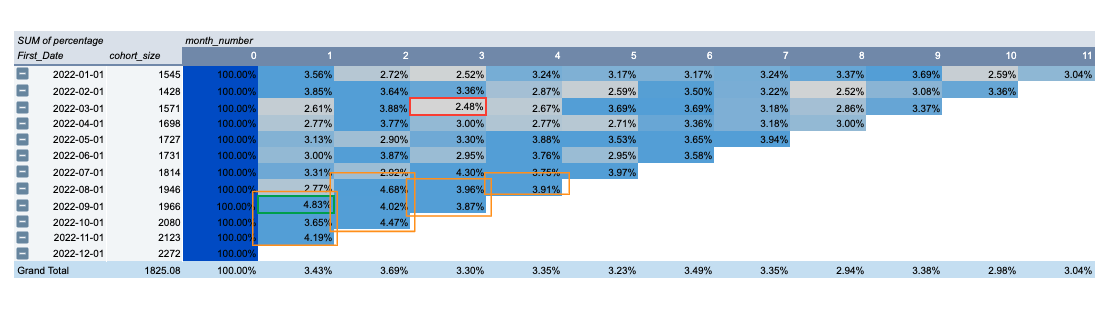 SUM of percentage month_number
First_Date cohort_size 0 1 2 3 4 5 6 7 8 9 10 11
2022-01-01 1545 100.00% 3.56% 2.72% 2.52% 3.24% 3.17% 3.17% 3.24% 3.37% 3.69% 2.59% 3.04%
2022-02-01 1428 100.00% 3.85% 3.64% 3.36% 2.87% 2.59% 3.50% 3.22% 2.52% 3.08% 3.36%
2022-03-01 1571 100.00% 2.61% 3.88% 2.48% 2.67% 3.69% 3.69% 3.18% 2.86% 3.37%
2022-04-01 1698 100.00% 2.77% 3.77% 3.00% 2.77% 2.71% 3.36% 3.18% 3.00%
2022-05-01 1727 100.00% 3.13% 2.90% 3.30% 3.88% 3.53% 3.65% 3.94%
2022-06-01 1731 100.00% 3.00% 3.87% 2.95% 3.76% 2.95% 3.58%
2022-07-01 1814 100.00% 3.31% 2.92% 4.30% 3.75% 3.97%
2022-08-01 1946 100.00% 2.77% 4.68% 3.96% 3.91%
2022-09-01 1966 100.00% 4.83% 4.02% 3.87%
2022-10-01 2080 100.00% 3.65% 4.47%
2022-11-01 2123 100.00% 4.19%
2022-12-01 2272 100.00%
Grand Total 1825.08 100.00% 3.43% 3.69% 3.30% 3.35% 3.23% 3.49% 3.35% 2.94% 3.38% 2.98% 3.04%